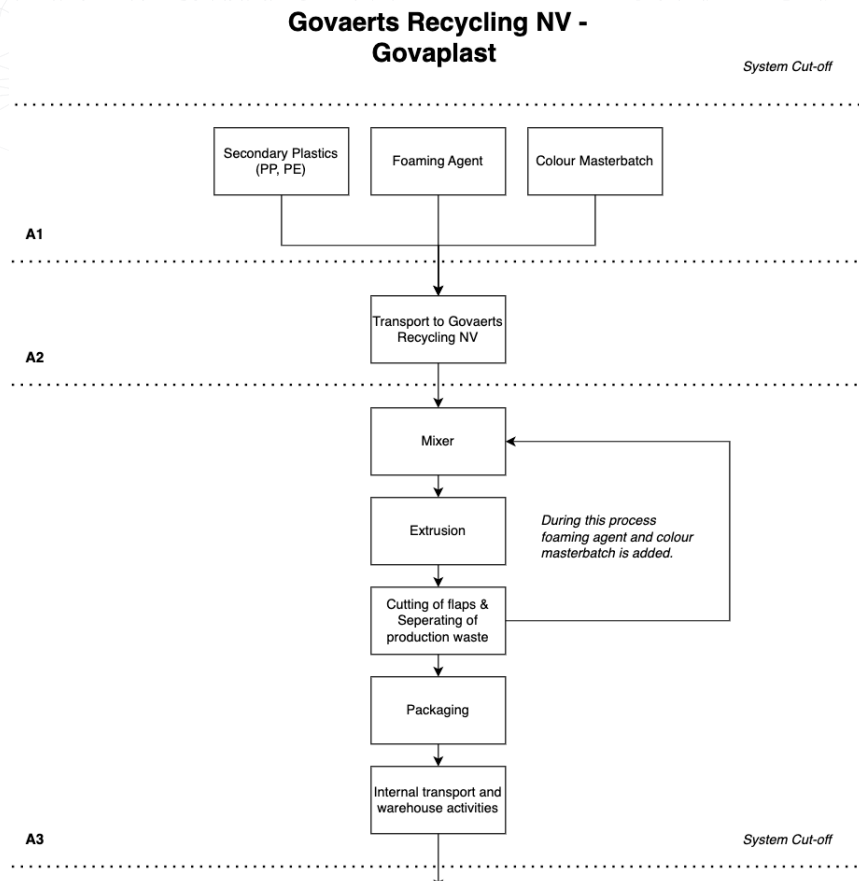 Govaerts Recycling NV -
Govaplast
System Cut-off
Secondary Plastics
(PP, PE)
Foaming Agent
Colour Masterbatch
A1
Transport to Govaerts
Recycling NV
A2
Mixer
Extrusion
During this process
foaming agent and colour
masterbatch is added.
Cutting of flaps &
Seperating of
production waste
Packaging
Internal transport and
warehouse activities
A3
System Cut-off